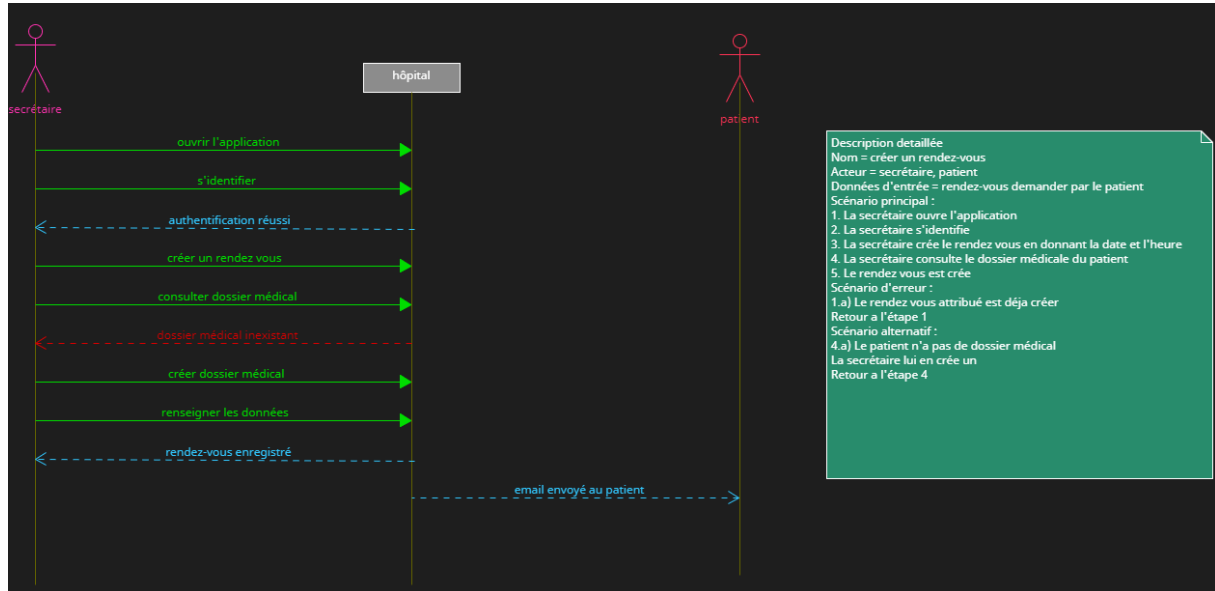 secrétaire
hôpital
patient
ouvrir l'application
s'identifier
authentification réussi
créer un rendez vous
consulter dossier médical
dossier médical inexistant
créer dossier médical
renseigner les données
rendez-vous enregistré
email envoyé au patient
Description detaillée
Nom = créer un rendez-vous
Acteur = secrétaire, patient
Données d'entrée = rendez-vous demander par le patient
Scénario principal :
1. La secrétaire ouvre l'application
2. La secrétaire s'identifie
3. La secrétaire crée le rendez vous en donnant la date et l'heure
4. La secrétaire consulte le dossier médicale du patient
5. Le rendez vous est crée
Scénario d'erreur :
1.a) Le rendez vous attribué est déja créer
Retour a l'étape 1
Scénario alternatif :
4.a) Le patient n'a pas de dossier médical
La secrétaire lui en crée un
Retour a l'étape 4